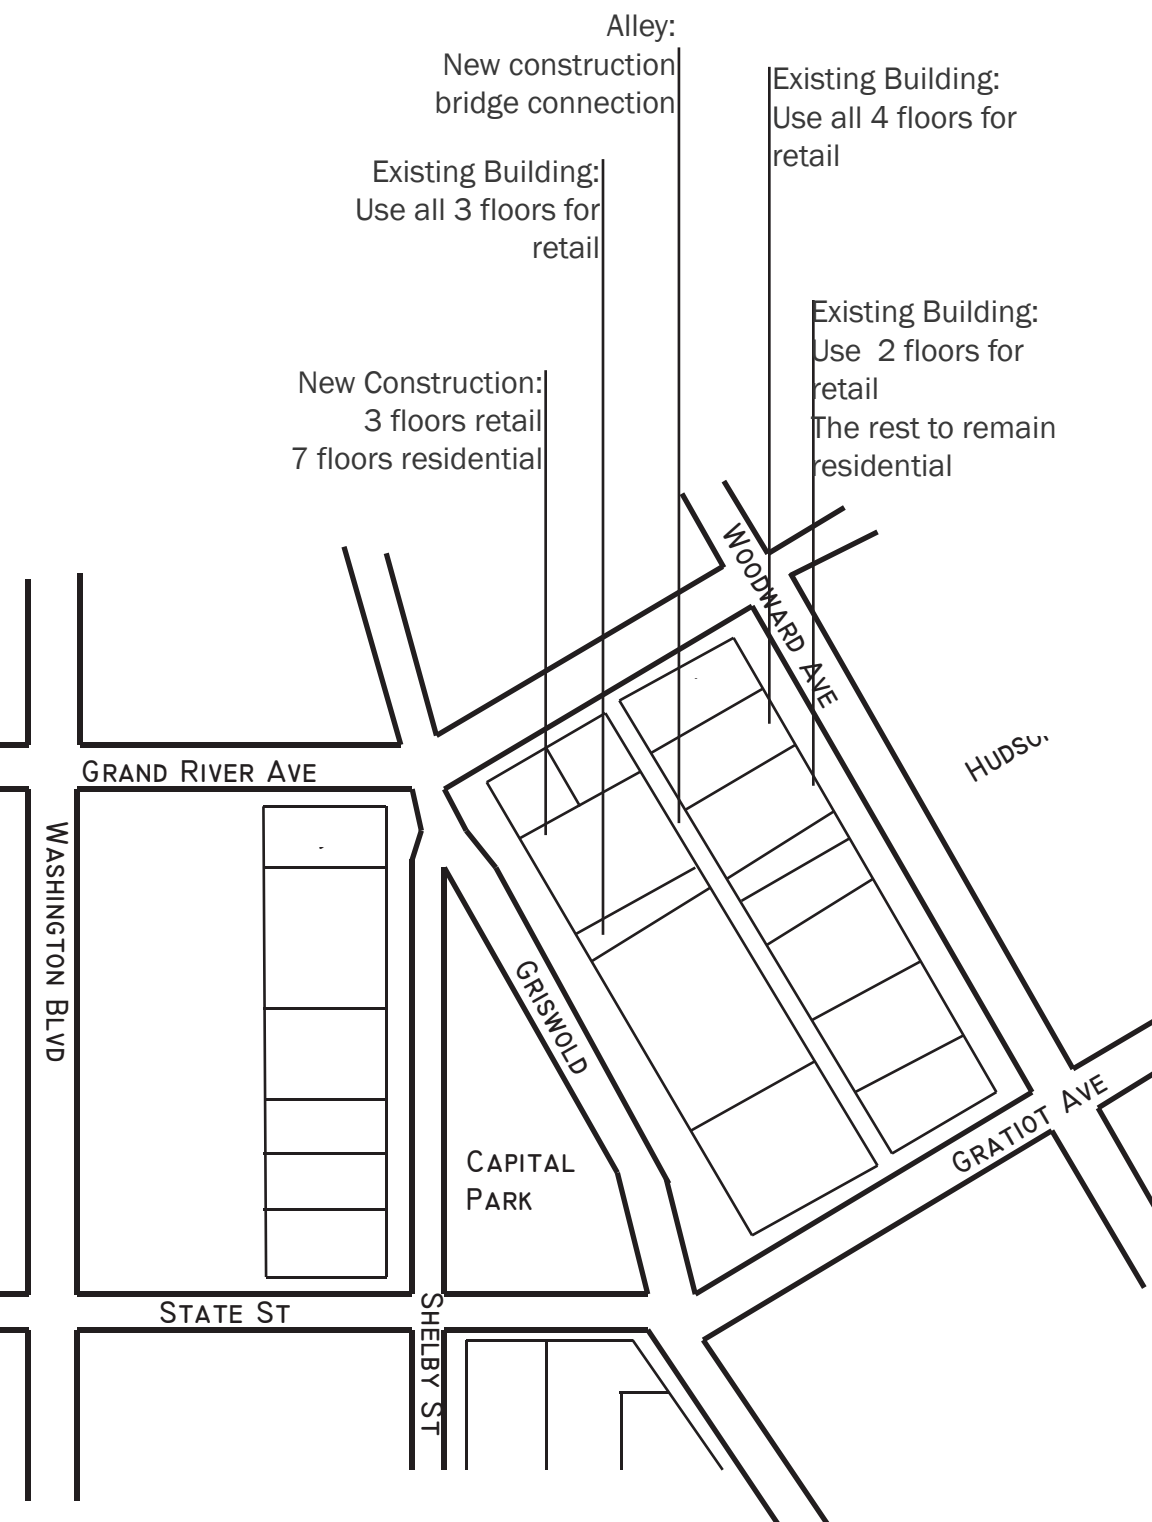 Alley:
New construction
bridge connection
Existing Building:
Use all 4 floors for
retail
Existing Building:
Use all 3 floors for
retail
Existing Building:
Use  2 floors for
retail
The rest to remain
residential
New Construction:
3 floors retail
7 floors residential
WOODWARD AVE
GRAND RIVER AVE
WASHINGTON BLVD
GRISWOLD
CAPITAL
PARK
GRATIOT AVE
STATE ST
SHELBY ST